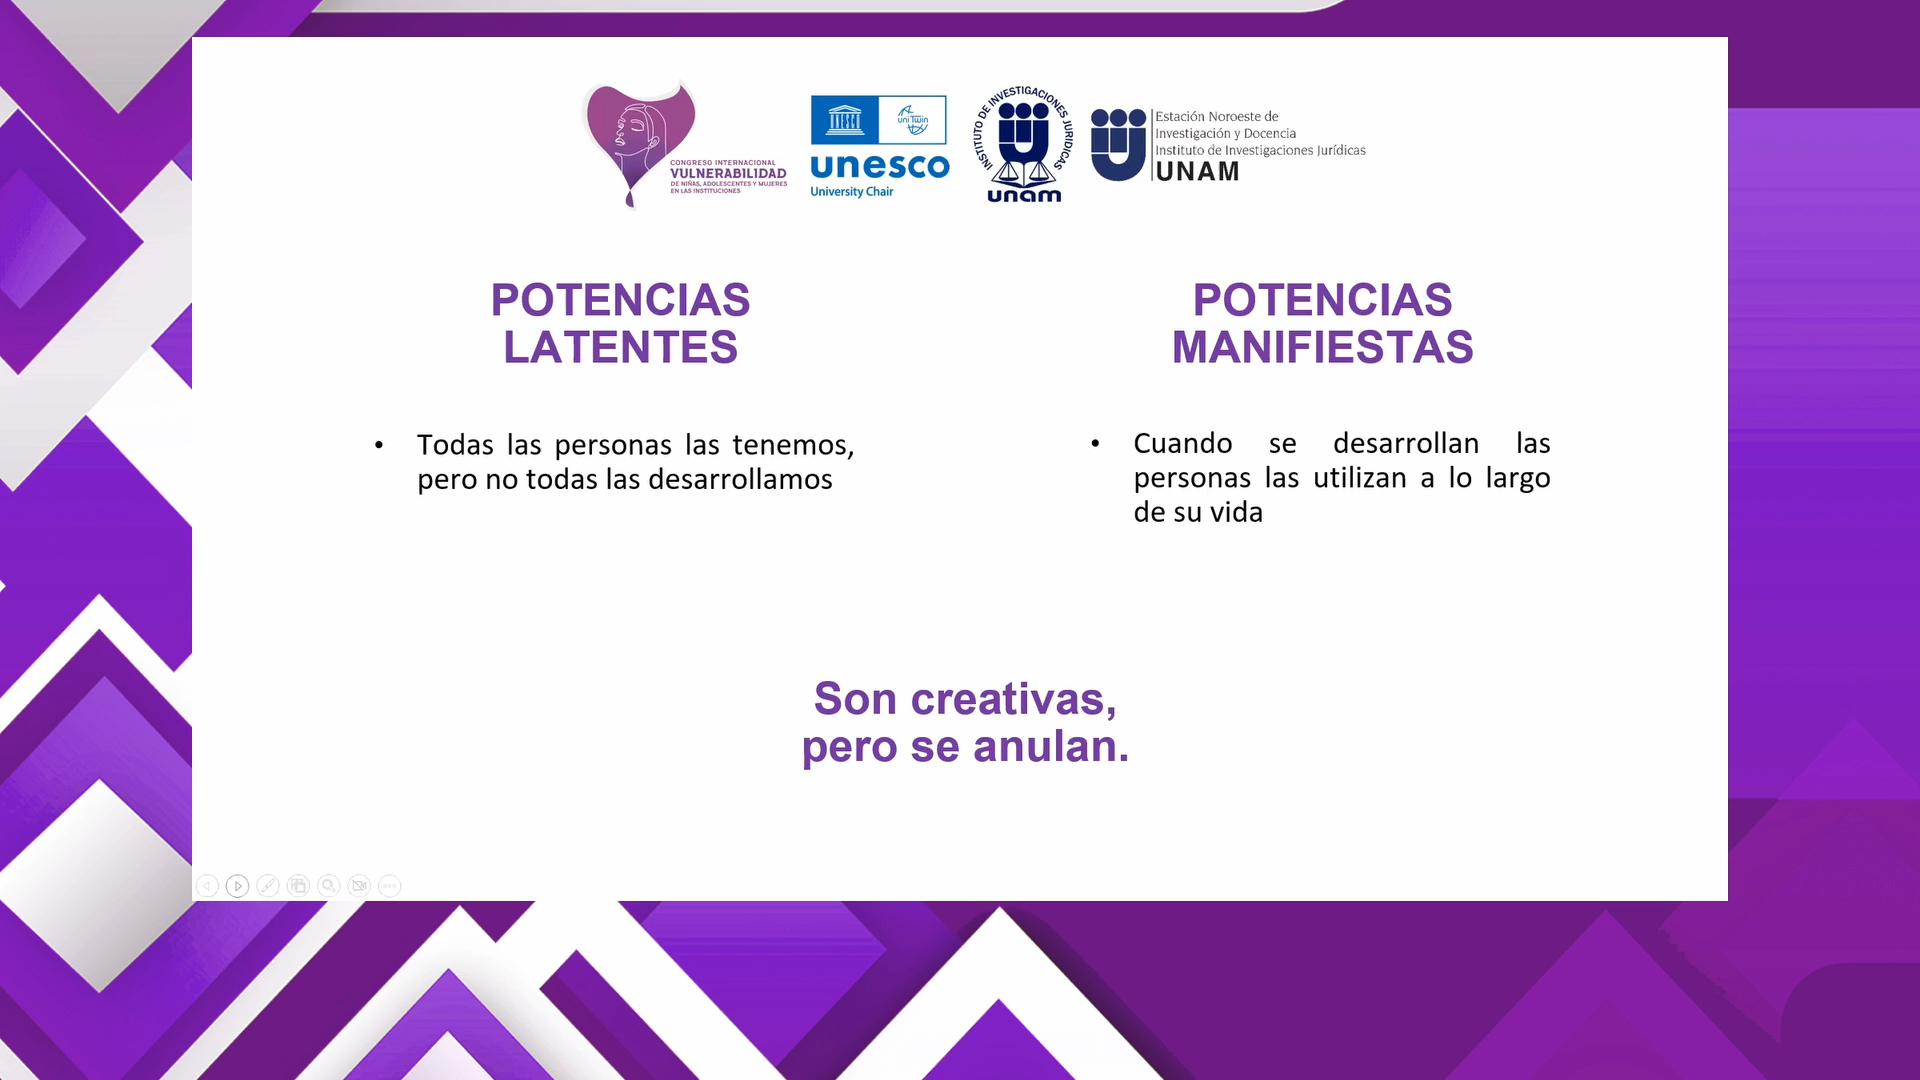 CONGRESO INTERNACIONAL
VULNERABILIDAD
DE NIÑAS, ADOLESCENTES Y MUJERES
EN LAS INSTITUCIONES
UNESCO
uniTwin
unesco
University Chair
INSTITUTO DE INVESTIGACIONES JURIDICAS
unam
Estación Noroeste de
Investigación y Docencia
Instituto de Investigaciones Jurídicas
UNAM
POTENCIAS
LATENTES
• Todas las personas las tenemos,
pero no todas las desarrollamos
POTENCIAS
MANIFIESTAS
• Cuando se desarrollan las
personas las utilizan a lo largo
de su vida
Son creativas,
pero se anulan.